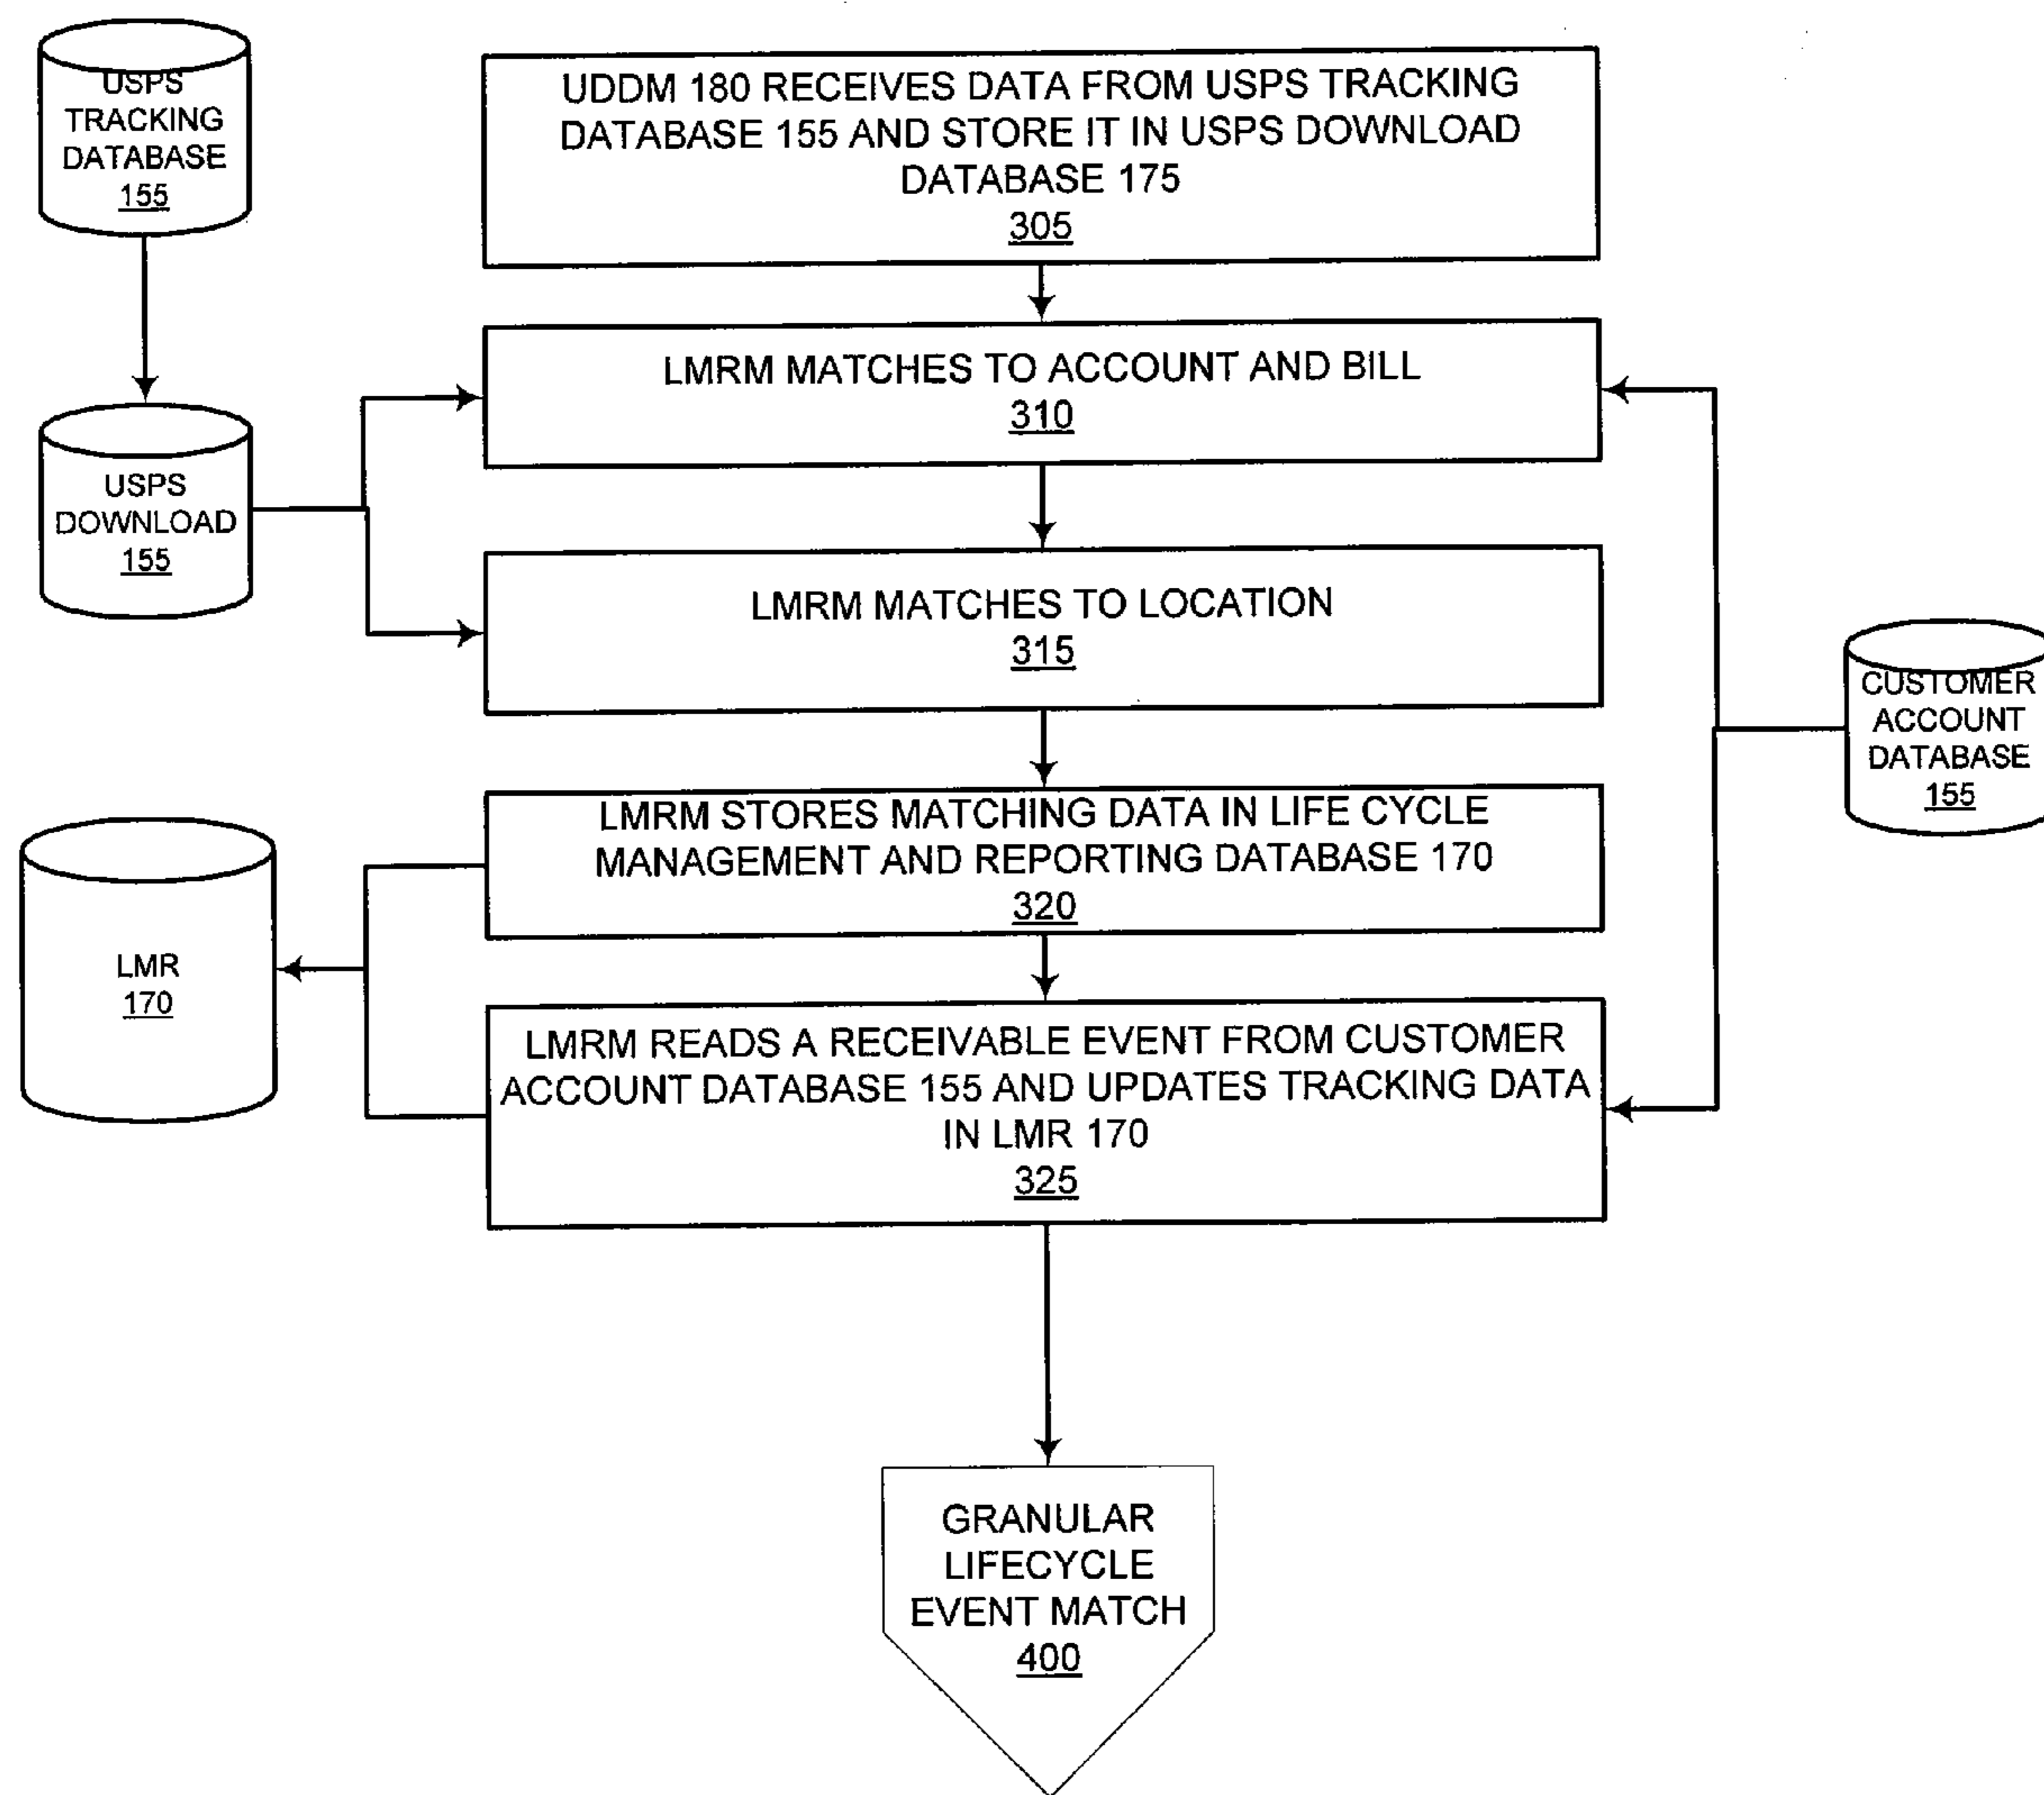 USPS
TRACKING
DATABASE
155
UDDM 180 RECEIVES DATA FROM USPS TRACKING
DATABASE 155 AND STORE IT IN USPS DOWNLOAD
DATABASE 175
305
LMRM MATCHES TO ACCOUNT AND BILL
310
USPS
DOWNLOAD
155
LMRM MATCHES TO LOCATION
315
CUSTOMER
ACCOUNT
DATABASE
155
LMRM STORES MATCHING DATA IN LIFE CYCLE
MANAGEMENT AND REPORTING DATABASE 170
320
LMR
170
LMRM READS A RECEIVABLE EVENT FROM CUSTOMER
ACCOUNT DATABASE 155 AND UPDATES TRACKING DATA
IN LMR 170
325
GRANULAR
LIFECYCLE
EVENT MATCH
400